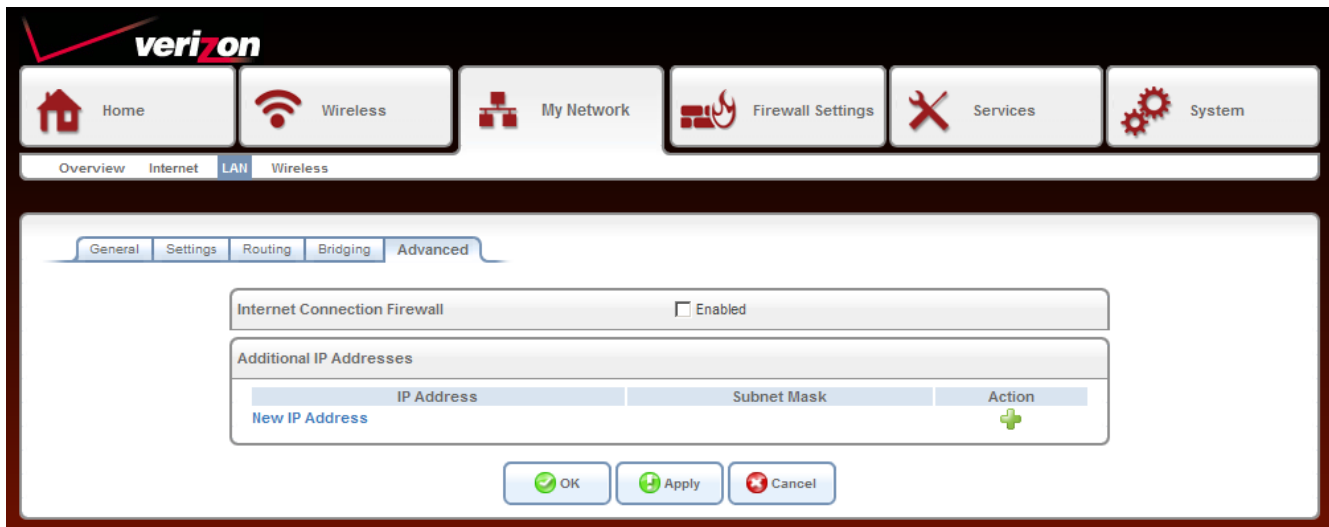 verizon
Home Wireless My Network Firewall Settings Services System
Overview Internet LAN Wireless
General Settings Routing Bridging Advanced
Internet Connection Firewall Enabled
Additional IP Addresses
IP Address Subnet Mask Action
New IP Address
OK Apply Cancel